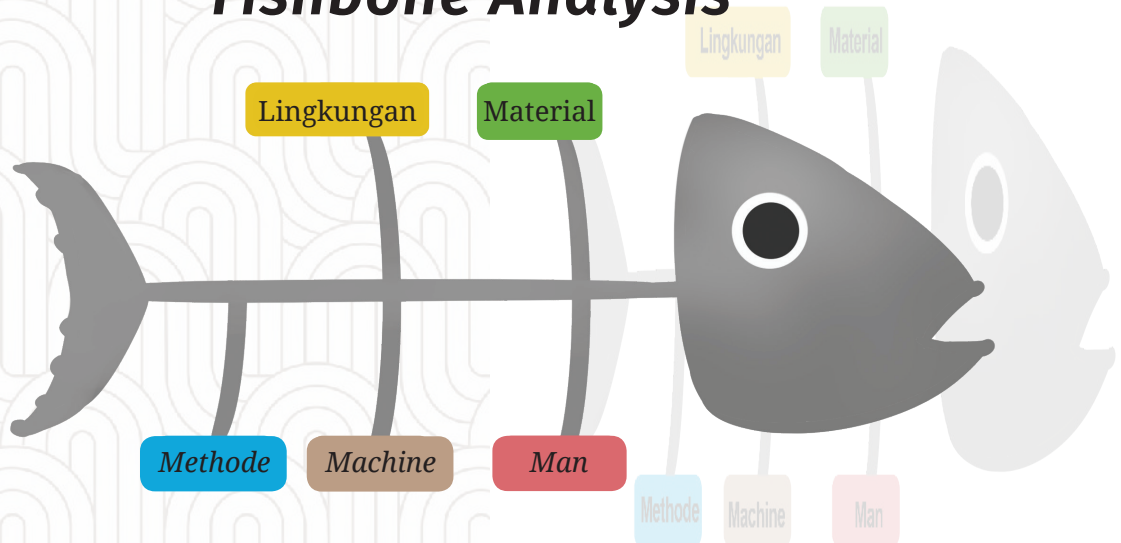 Fishbone Analysis
Lingkungan Material
Lingkungan Material
Methode Machine Man
Methode Machine Man